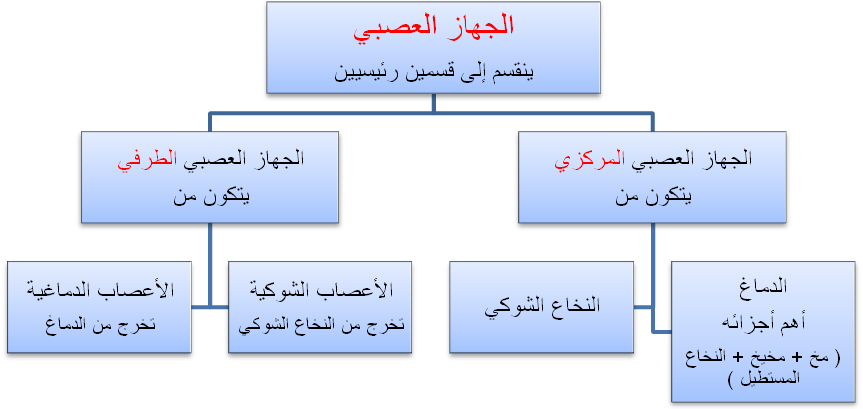 الجهاز العصبي
ينقسم إلى قسمين رئيسيين
الجهاز العصبي المركزي
يتكون من
الجهاز العصبي الطرفي
يتكون من
الدماغ
أهم أجزائه
( مخ + مخيخ + النخاع
المستطيل )
النخاع الشوكي
الأعصاب الشوكية
تخرج من النخاع الشوكي
الأعصاب الدماغية
تخرج من الدماغ